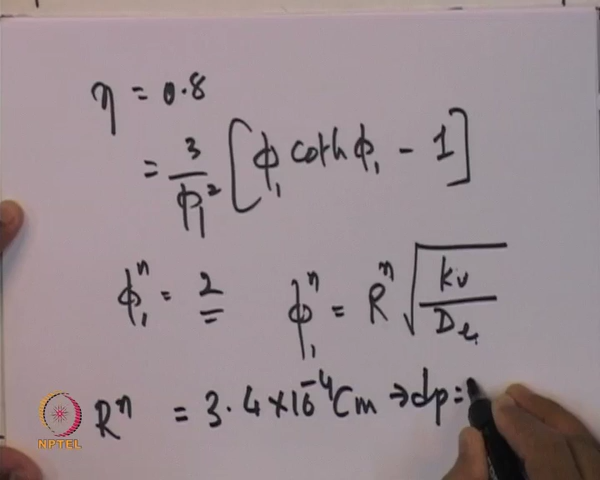 η = 0.8
= 3/φ₁² [φ₁ coth φ₁ - 1]
φ₁ⁿ = 2 φ₁ⁿ = Rⁿ √(kv/De)
Rⁿ = 3.4×10⁻⁴ Cm ⇒ dp =
NPTEL